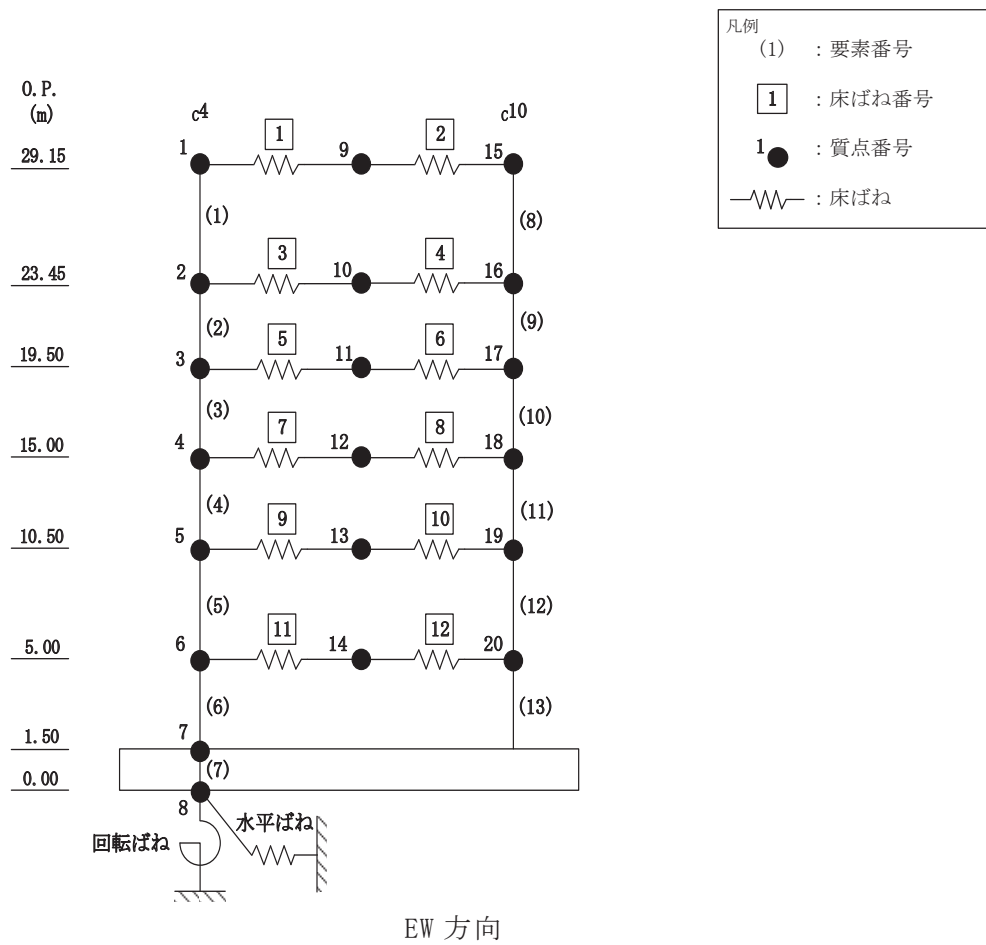 凡例
(1) : 要素番号
1 : 床ばね番号
1 : 質点番号
: 床ばね
O.P.
(m)
c4 c10
29.15 1 1 9 2 15
(1) (8)
23.45 2 3 10 4 16
(2) (9)
19.50 3 5 11 6 17
(3) (10)
15.00 4 7 12 8 18
(4) (11)
10.50 5 9 13 10 19
(5) (12)
5.00 6 11 14 12 20
(6) (13)
1.50 7
0.00 (7)
8 水平ばね
回転ばね
EW 方向